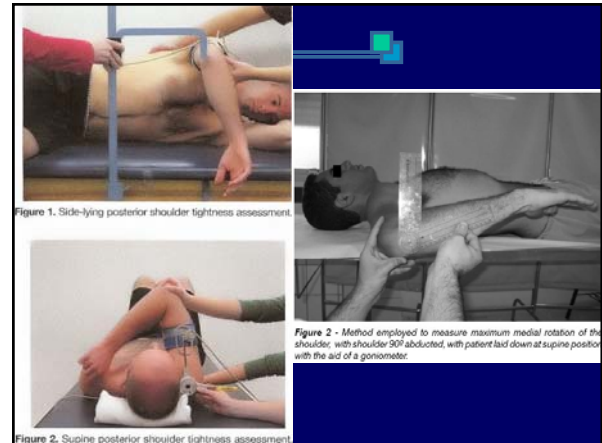 Figure 1. Side-lying posterior shoulder tightness assessment.
Figure 2. Supine posterior shoulder tightness assessment.
Figure 2 - Method employed to measure maximum medial rotation of the
shoulder, with shoulder 90º abducted, with patient laid down at supine position
with the aid of a goniometer.